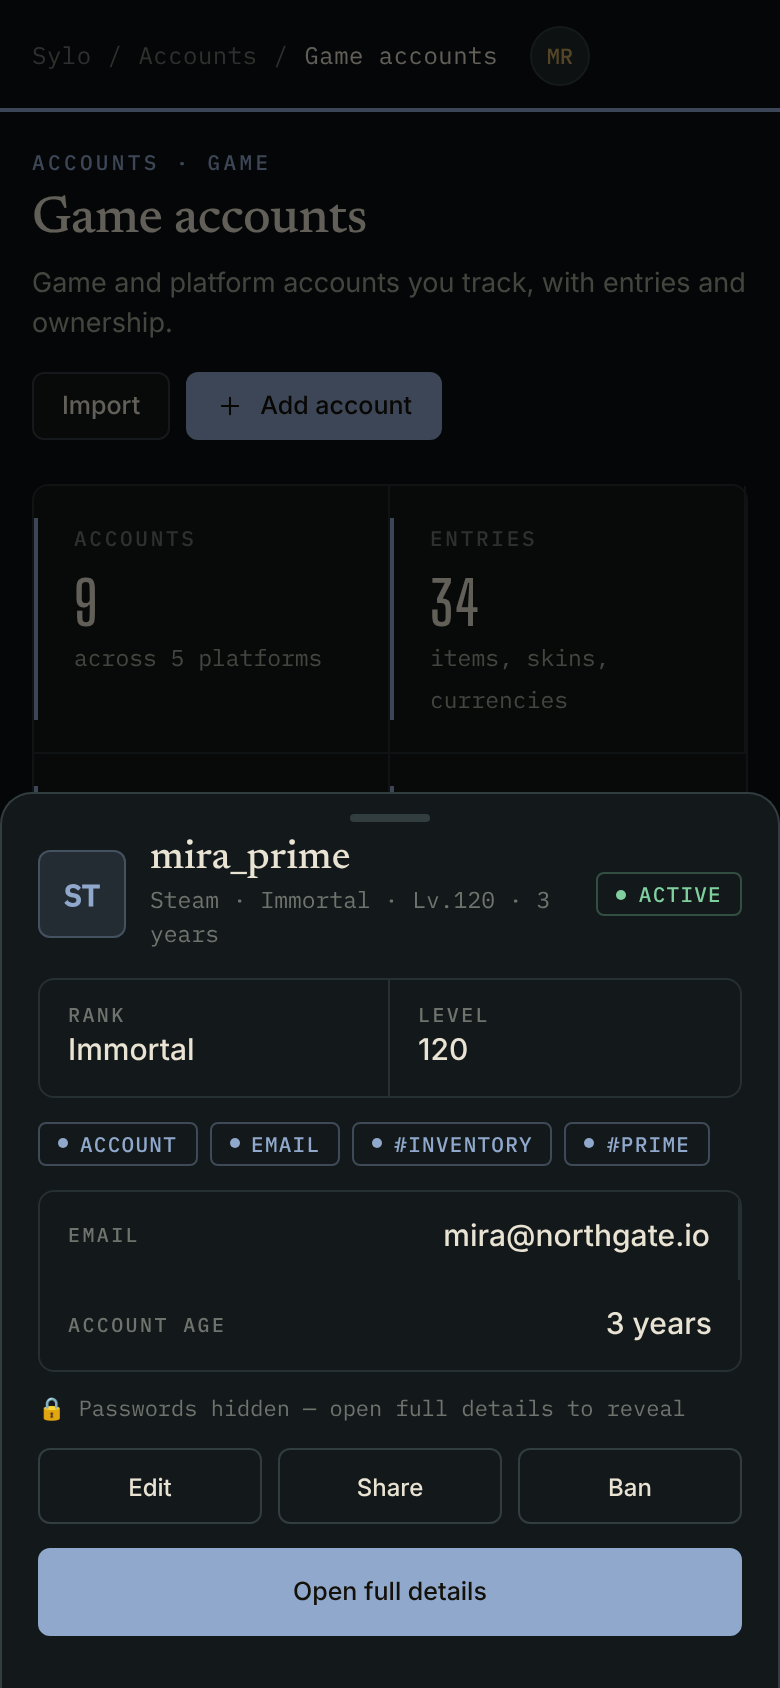 Sylo / Accounts / Game accounts MR
ACCOUNTS · GAME
Game accounts
Game and platform accounts you track, with entries and
ownership.
Import
+ Add account
ACCOUNTS
9
across 5 platforms
ENTRIES
34
items, skins,
currencies
ST
mira_prime
Steam · Immortal · Lv.120 · 3
years
ACTIVE
RANK
Immortal
LEVEL
120
ACCOUNT
EMAIL
#INVENTORY
#PRIME
EMAIL
mira@northgate.io
ACCOUNT AGE
3 years
🔒 Passwords hidden — open full details to reveal
Edit
Share
Ban
Open full details